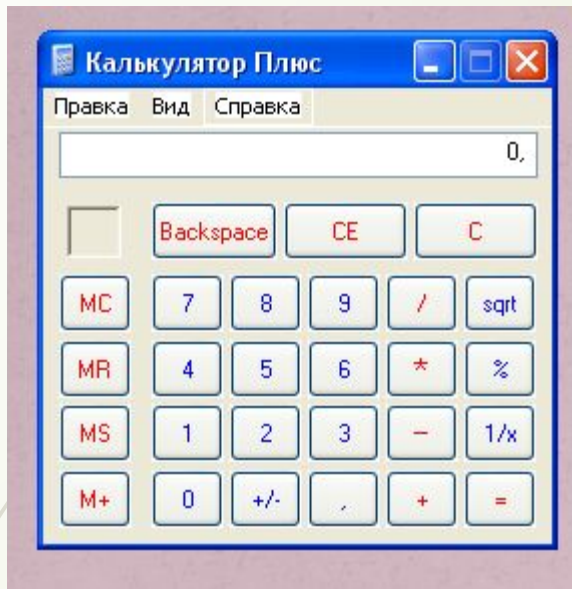 Калькулятор Плюс
Правка Вид Справка
0,
Backspace CE C
MC 7 8 9 / sqrt
MR 4 5 6 * %
MS 1 2 3 - 1/x
M+ 0 +/- , + =